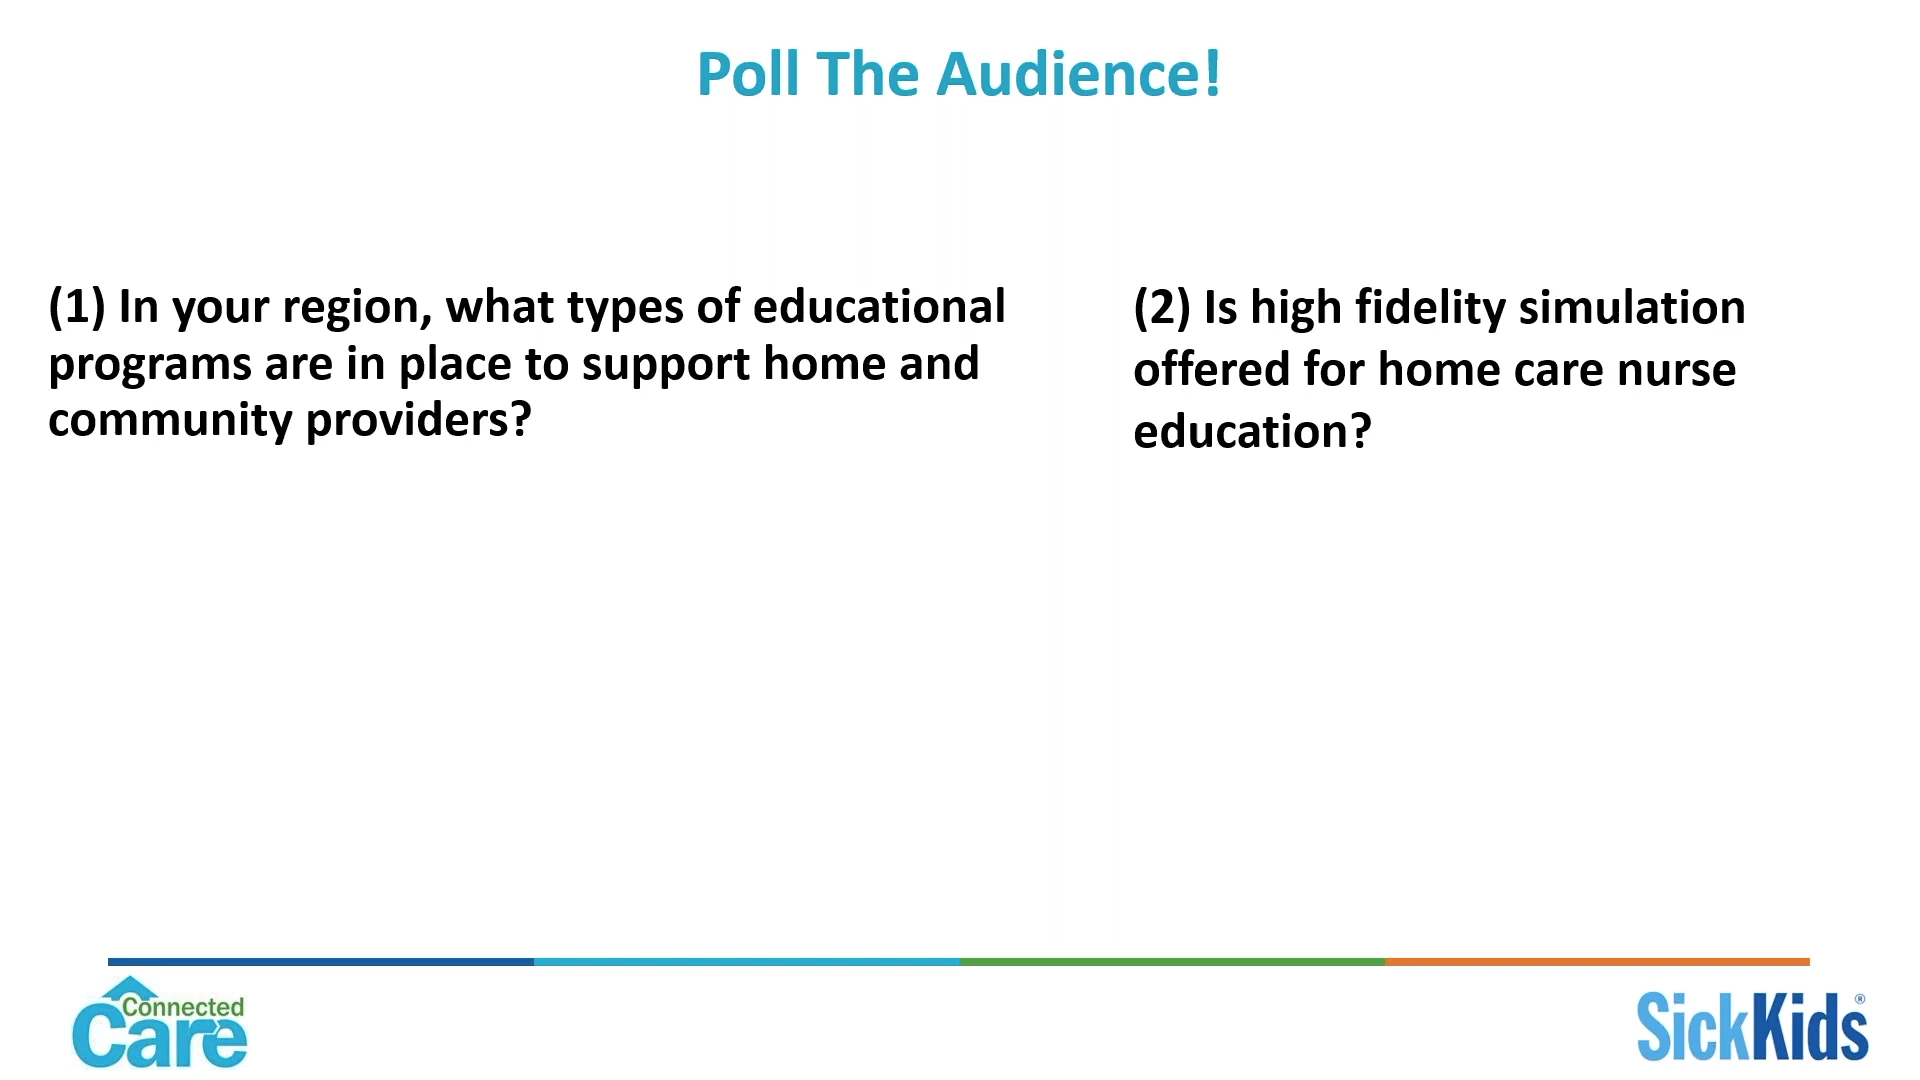 Poll The Audience!
(1) In your region, what types of educational
programs are in place to support home and
community providers?
(2) Is high fidelity simulation
offered for home care nurse
education?
Connected
Care
SickKids®